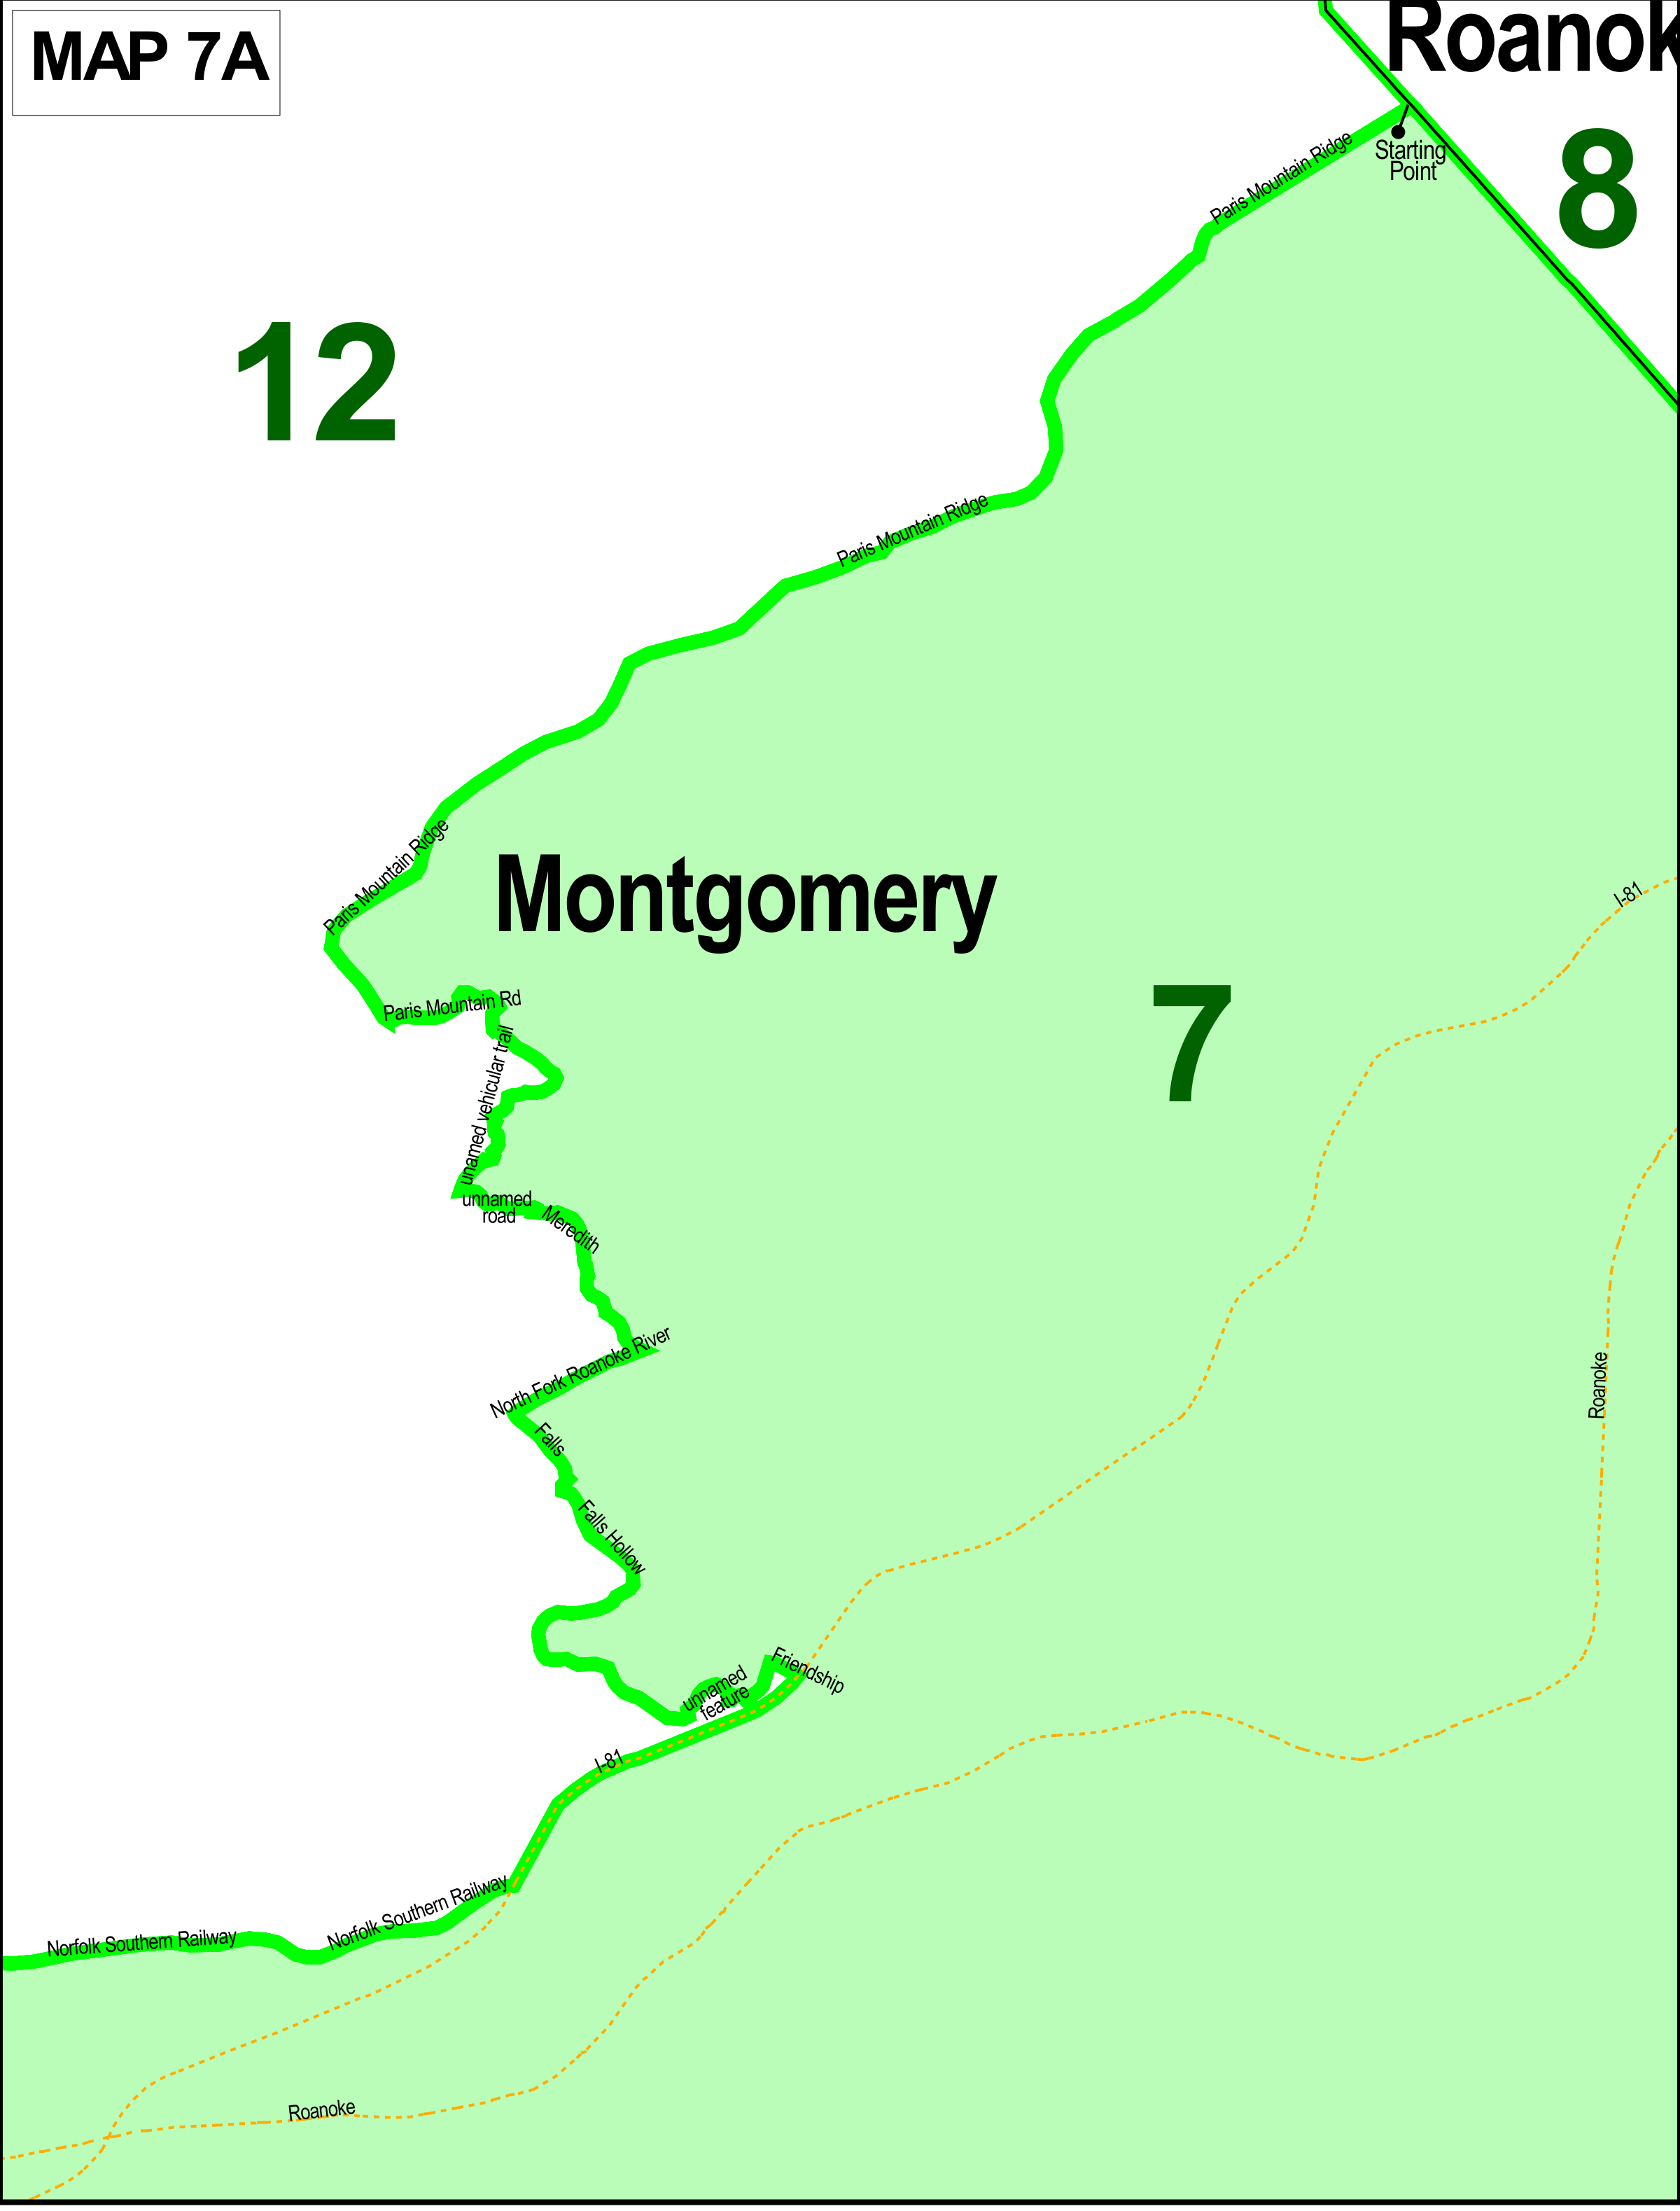 MAP 7A
Roanok
8
Starting
Point
Paris Mountain Ridge
12
Paris Mountain Ridge
Paris Mountain Ridge
Montgomery
I-81
7
Paris Mountain Rd
unamed vehicular trail
unnamed
road
Meredith
North Fork Roanoke River
Roanoke
Falls
Falls Hollow
Friendship
unnamed
feature
I-81
Norfolk Southern Railway
Norfolk Southern Railway
Roanoke